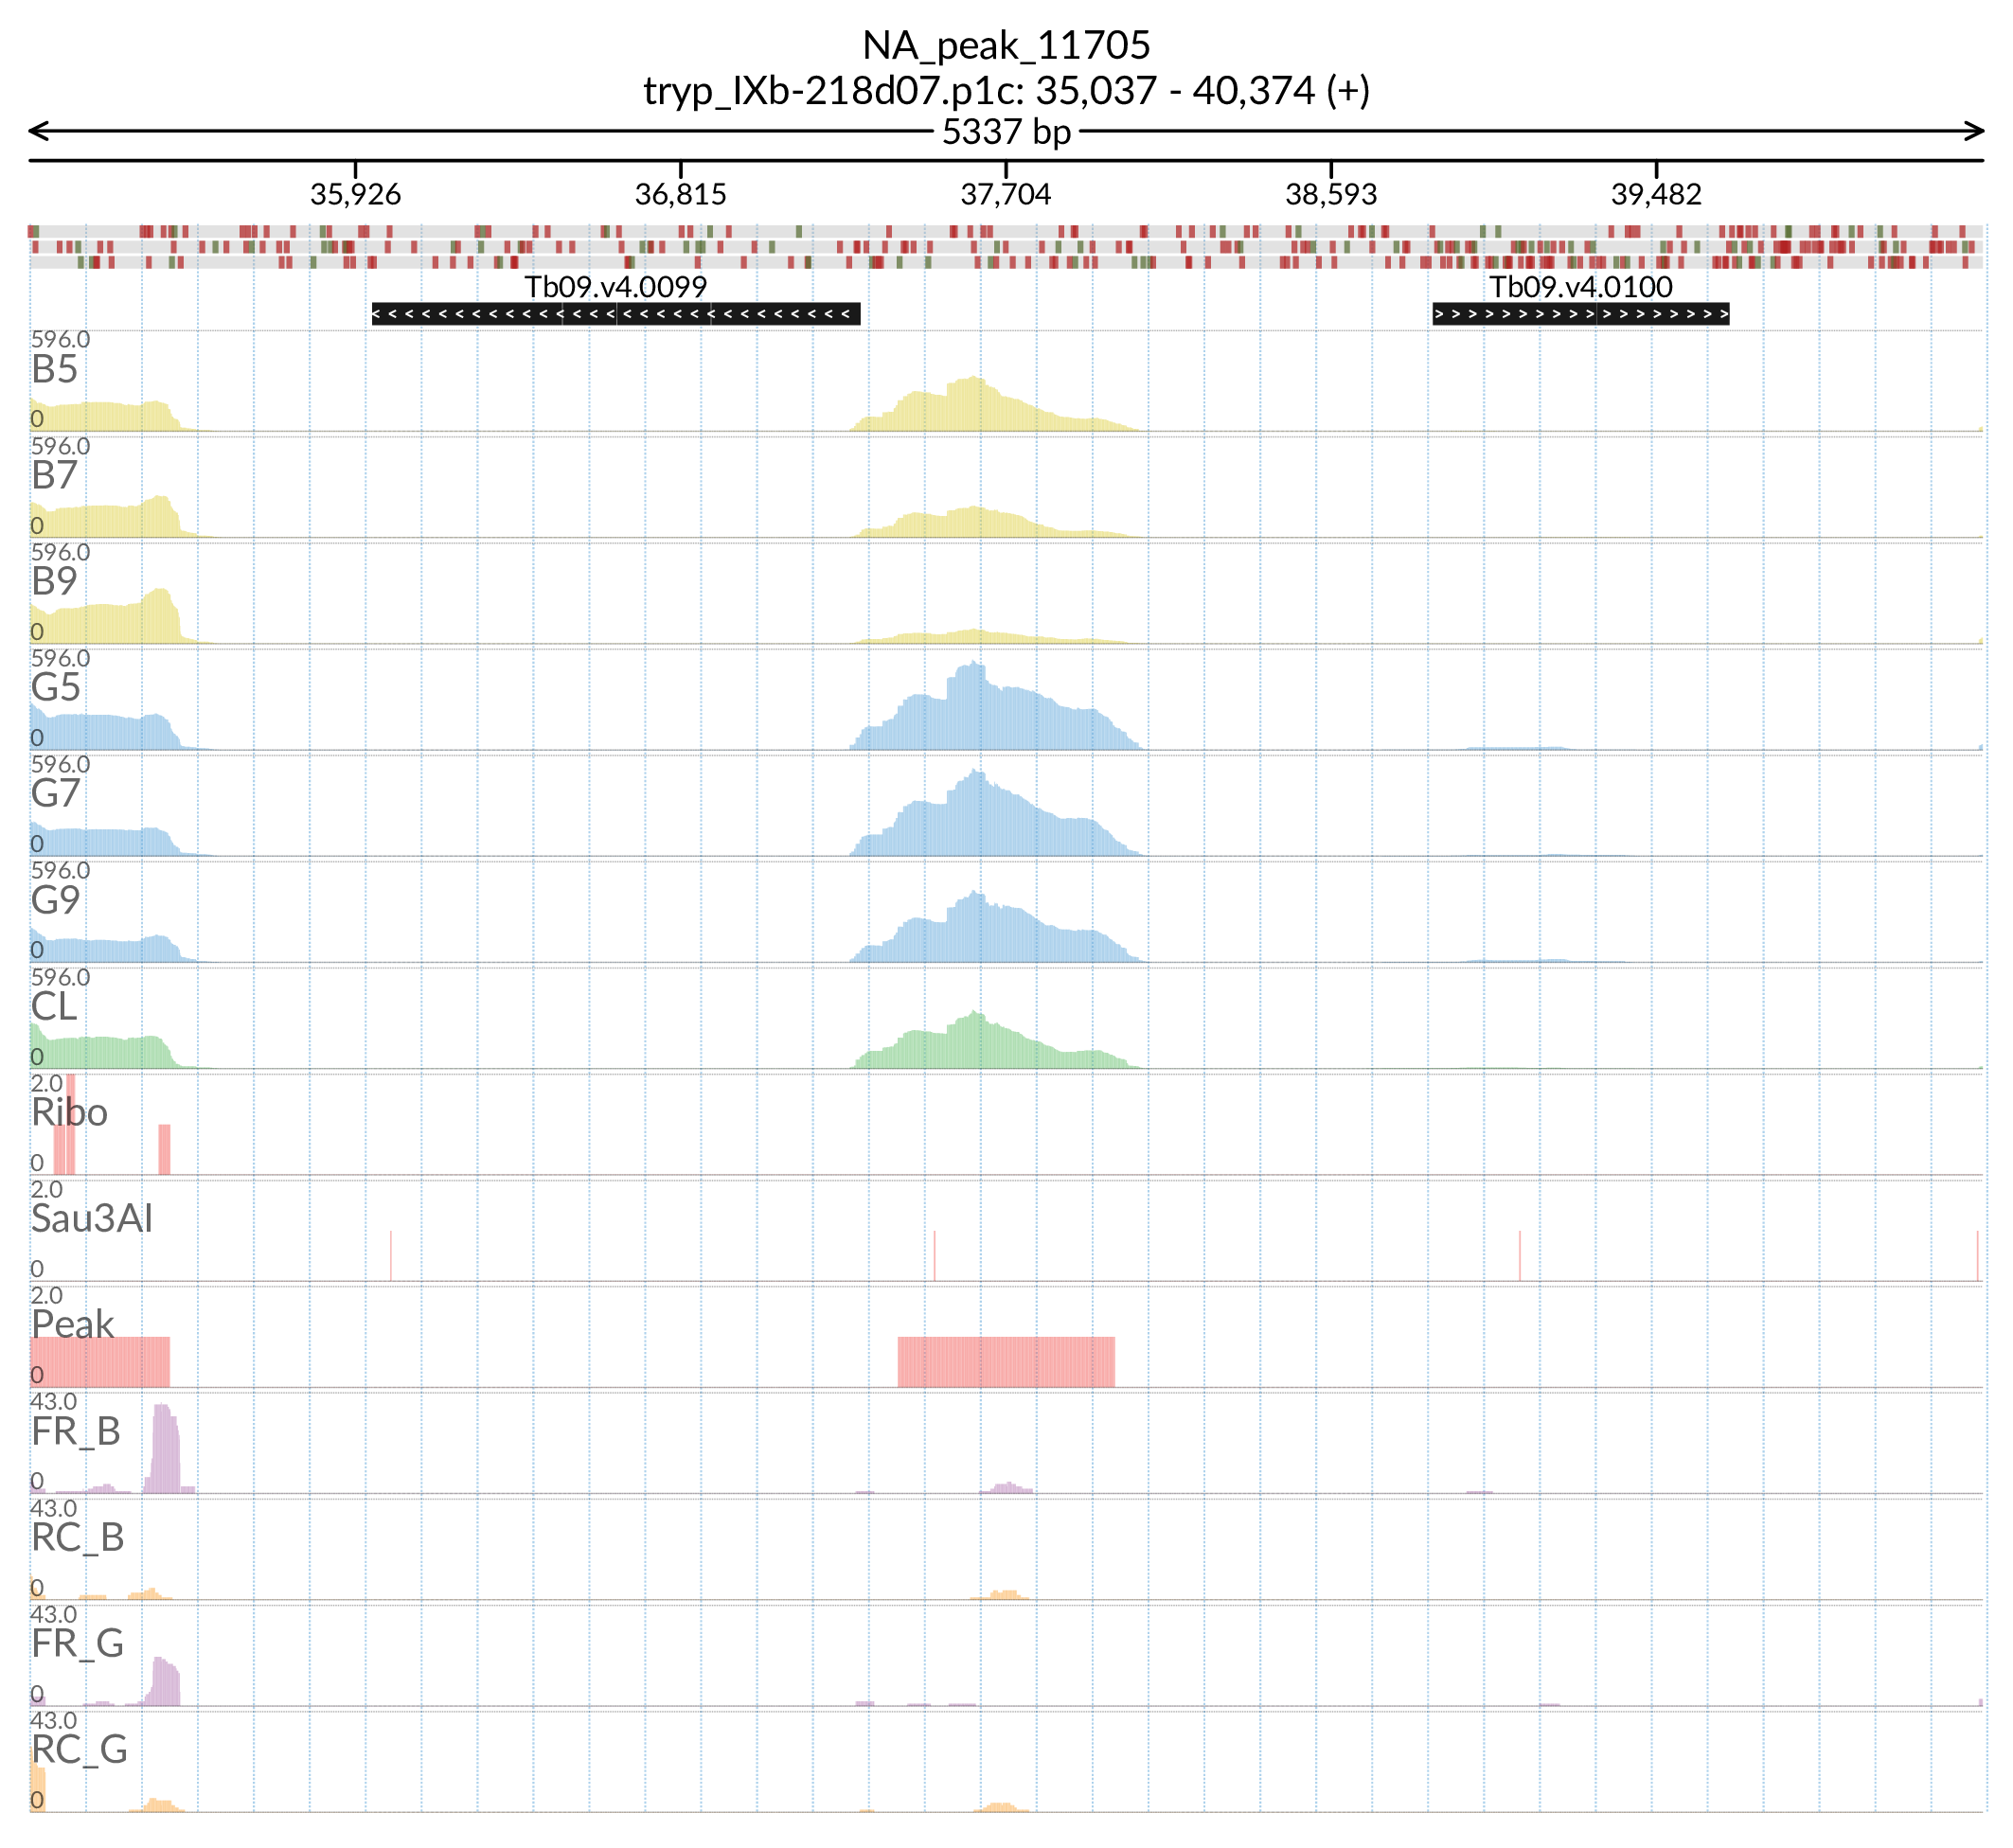 NA_peak_11705
tryp_IXb-218d07.p1c: 35,037 - 40,374 (+)
5337 bp
35,926 36,815 37,704 38,593 39,482
Tb09.v4.0099 Tb09.v4.0100
596.0
B5
0
596.0
B7
0
596.0
B9
0
596.0
G5
0
596.0
G7
0
596.0
G9
0
596.0
CL
0
2.0
Ribo
0
2.0
Sau3AI
0
2.0
Peak
0
43.0
FR_B
0
43.0
RC_B
0
43.0
FR_G
0
43.0
RC_G
0